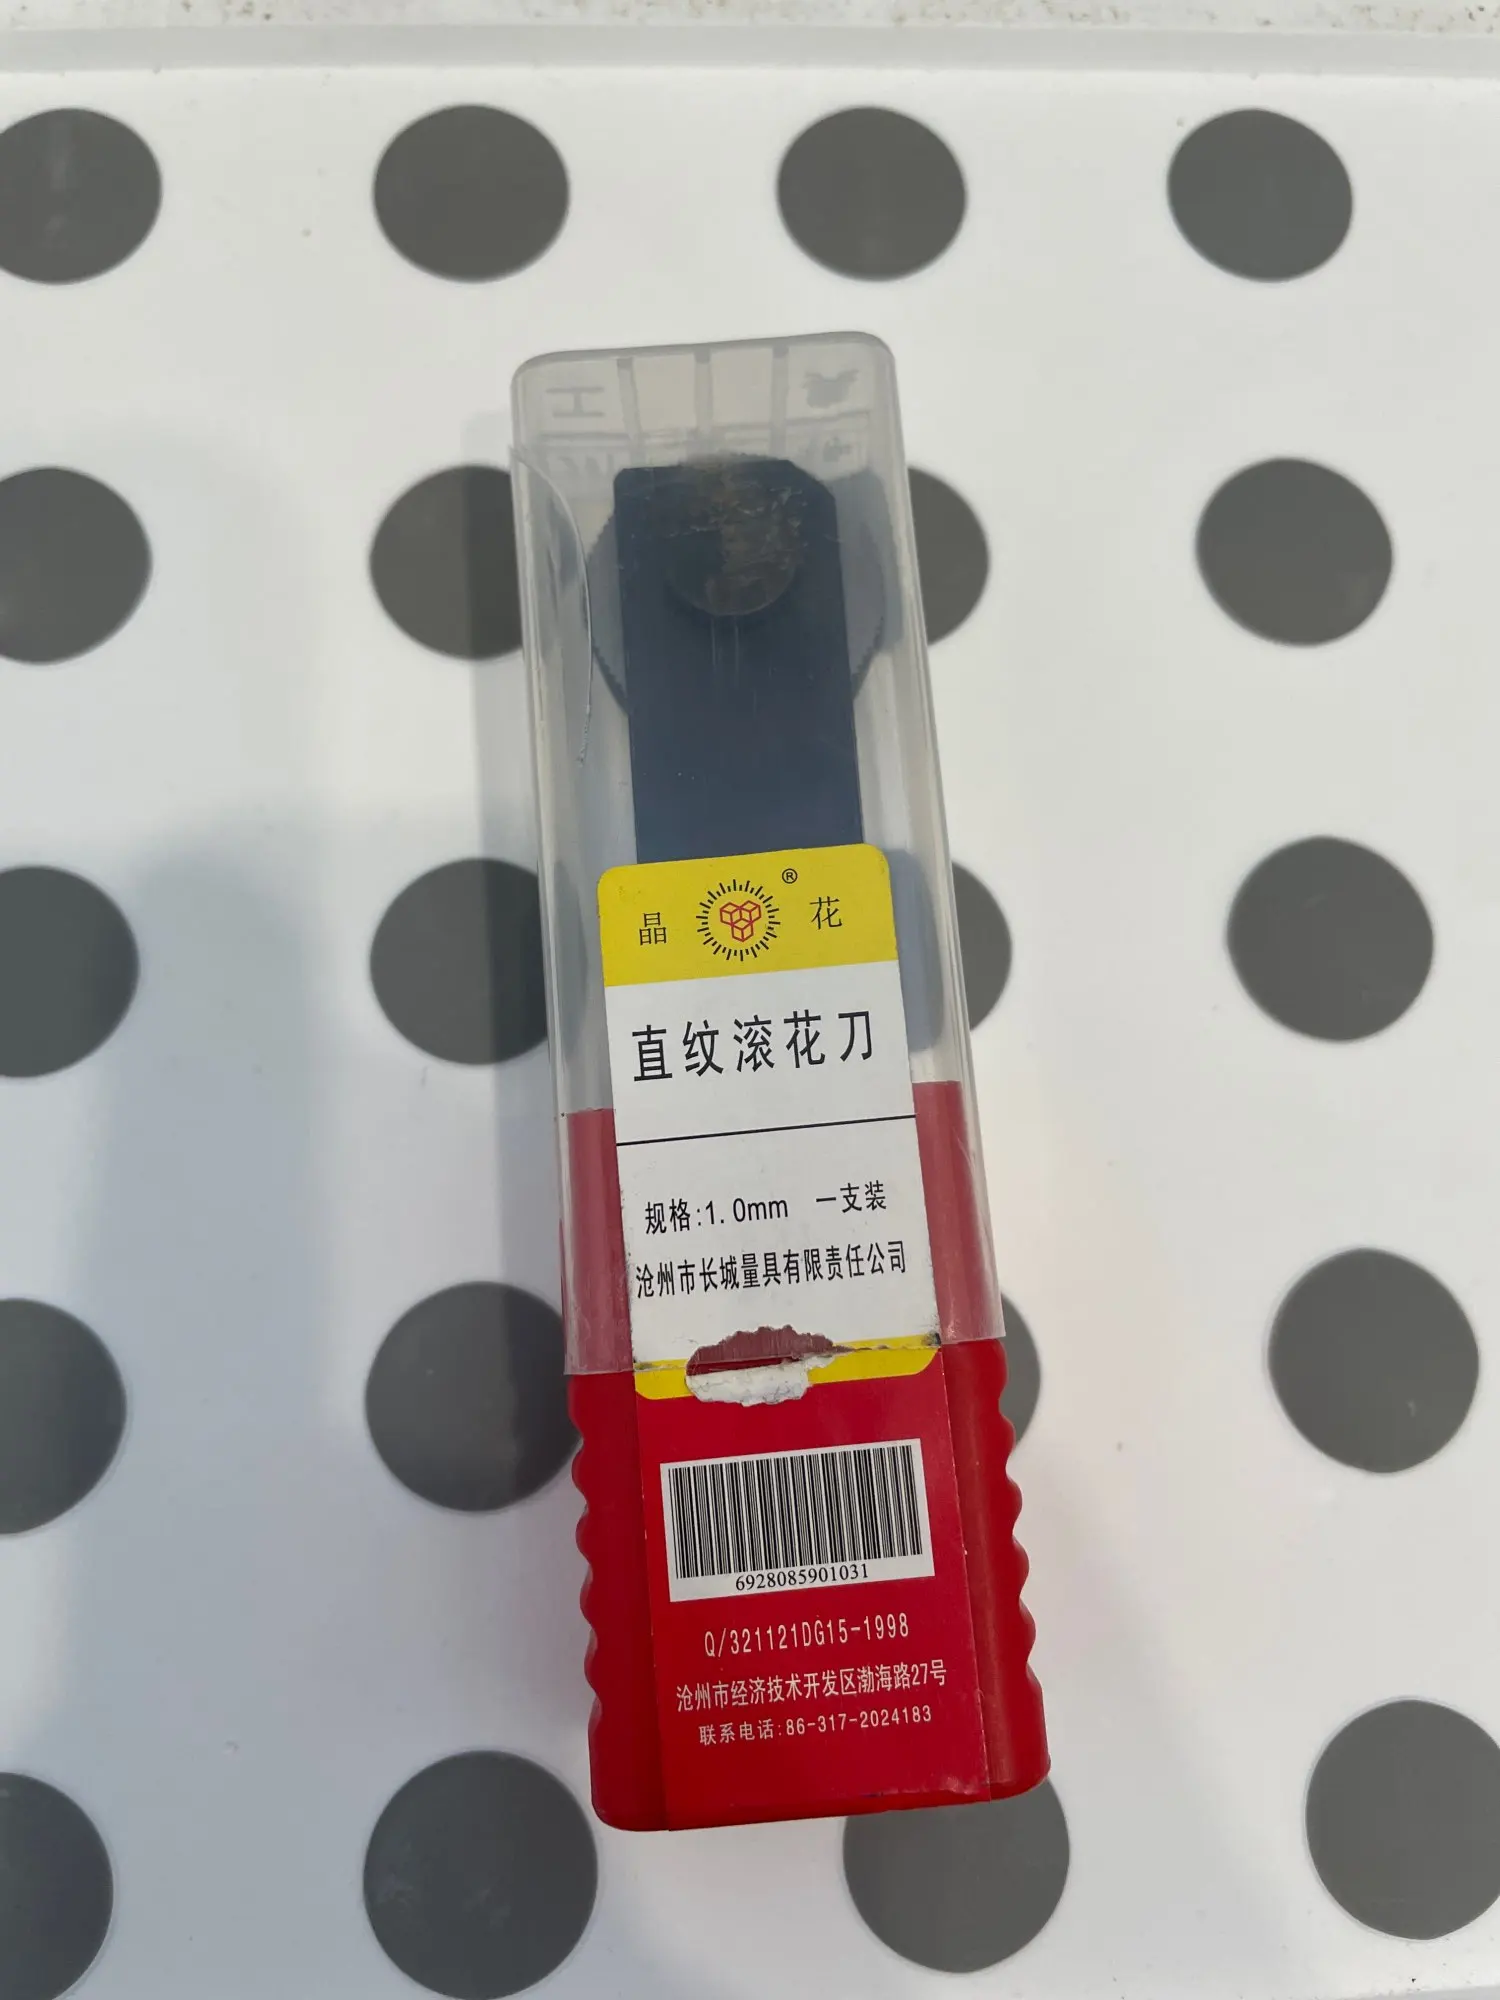 晶 ® 花
直纹滚花刀
规格:1.0mm 一支装
沧州市长城量具有限责任公司
6928085901031
Q/321121DG15-1998
沧州市经济技术开发区渤海路27号
联系电话:86-317-2024183